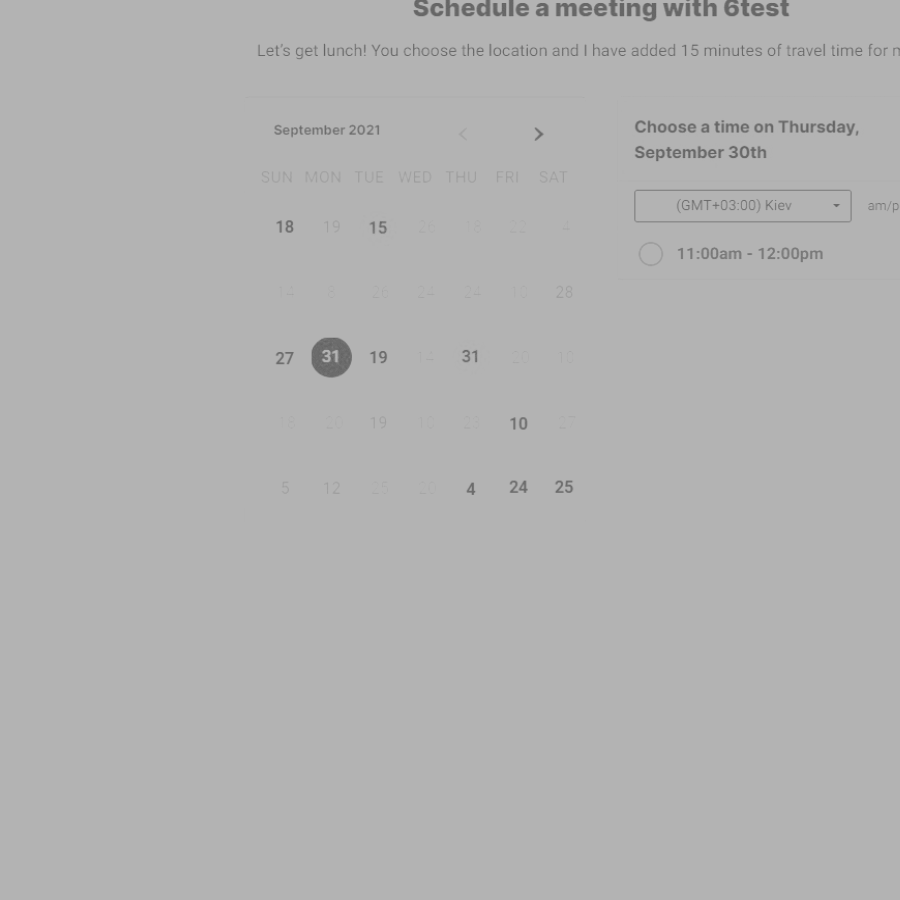 Schedule a meeting with 6test
Let's get lunch! You choose the location and I have added 15 minutes of travel time for
September 2021
SUN MON TUE WED THU FRI SAT
18 19 15 26 18 22 4
14 8 28 24 24 10 28
27 31 19 14 31 20
18 20 19 19 23 10 27
5 12 25 20 4 24 25
Choose a time on Thursday,
September 30th
(GMT+03:00) Kiev
am/p
11:00am - 12:00pm